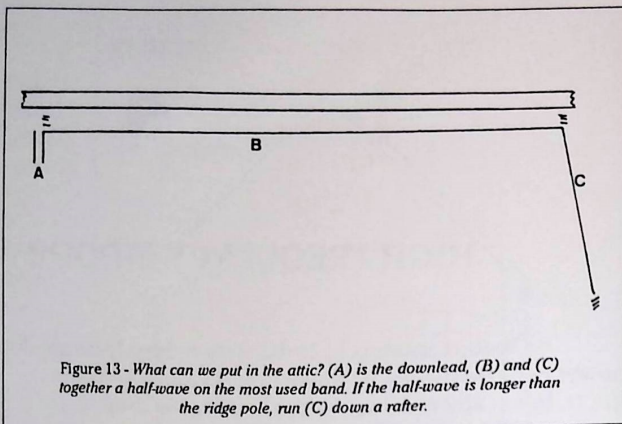 B
A
C
Figure 13 - What can we put in the attic? (A) is the downlead, (B) and (C)
together a half-wave on the most used band. If the half-wave is longer than
the ridge pole, run (C) down a rafter.